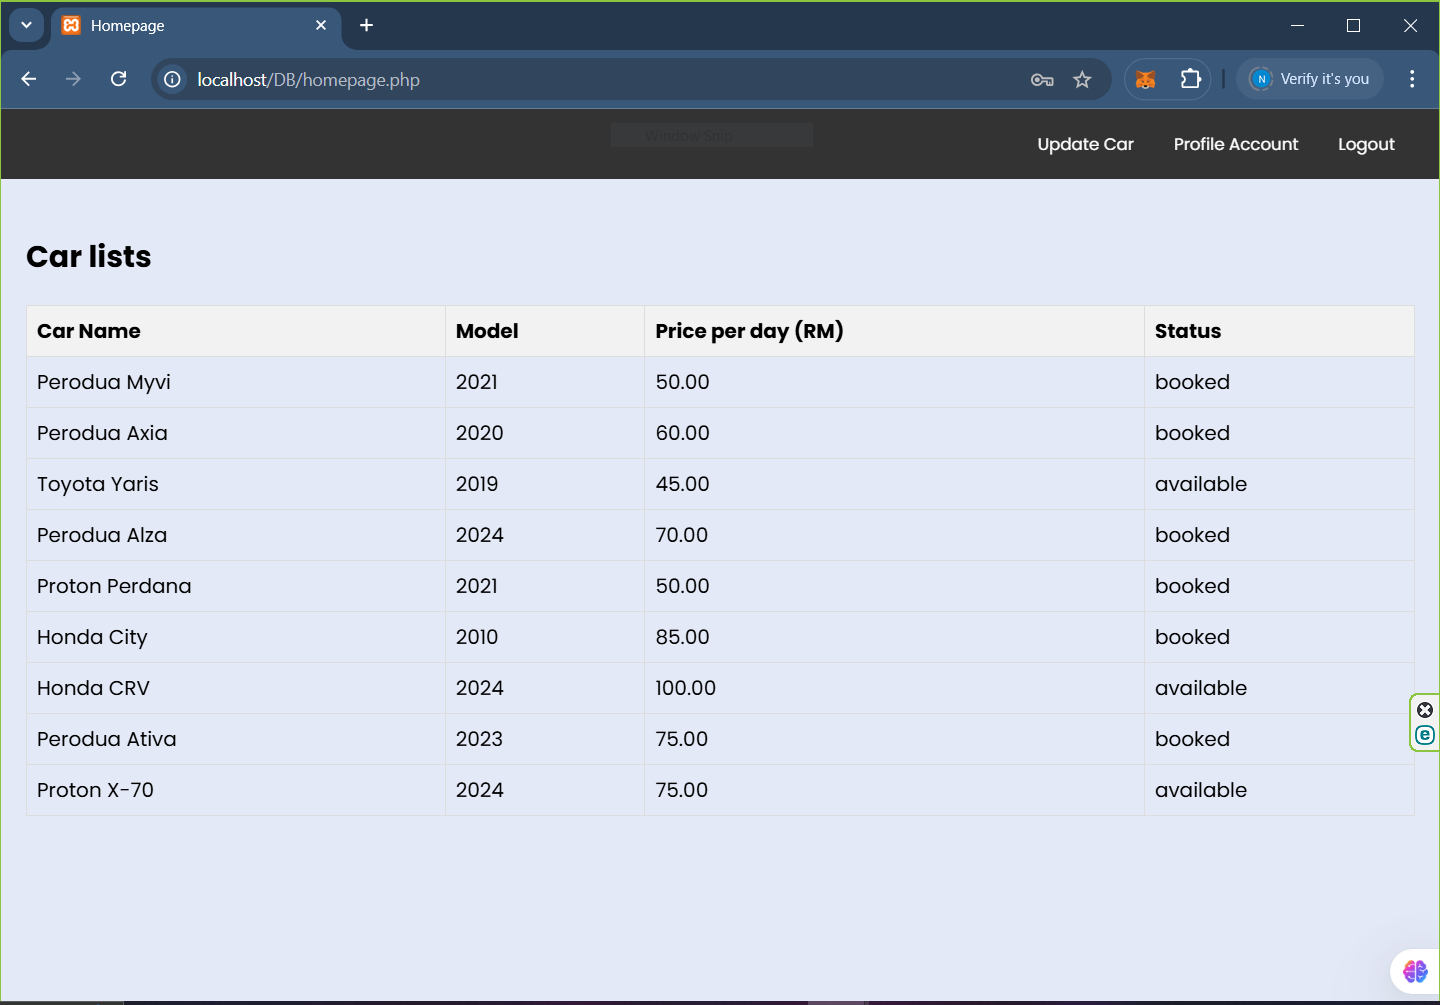 Homepage
localhost/DB/homepage.php
N Verify it's you
Window Snip
Update Car Profile Account Logout
Car lists
Car Name Model Price per day (RM) Status
Perodua Myvi 2021 50.00 booked
Perodua Axia 2020 60.00 booked
Toyota Yaris 2019 45.00 available
Perodua Alza 2024 70.00 booked
Proton Perdana 2021 50.00 booked
Honda City 2010 85.00 booked
Honda CRV 2024 100.00 available
Perodua Ativa 2023 75.00 booked
Proton X-70 2024 75.00 available
e